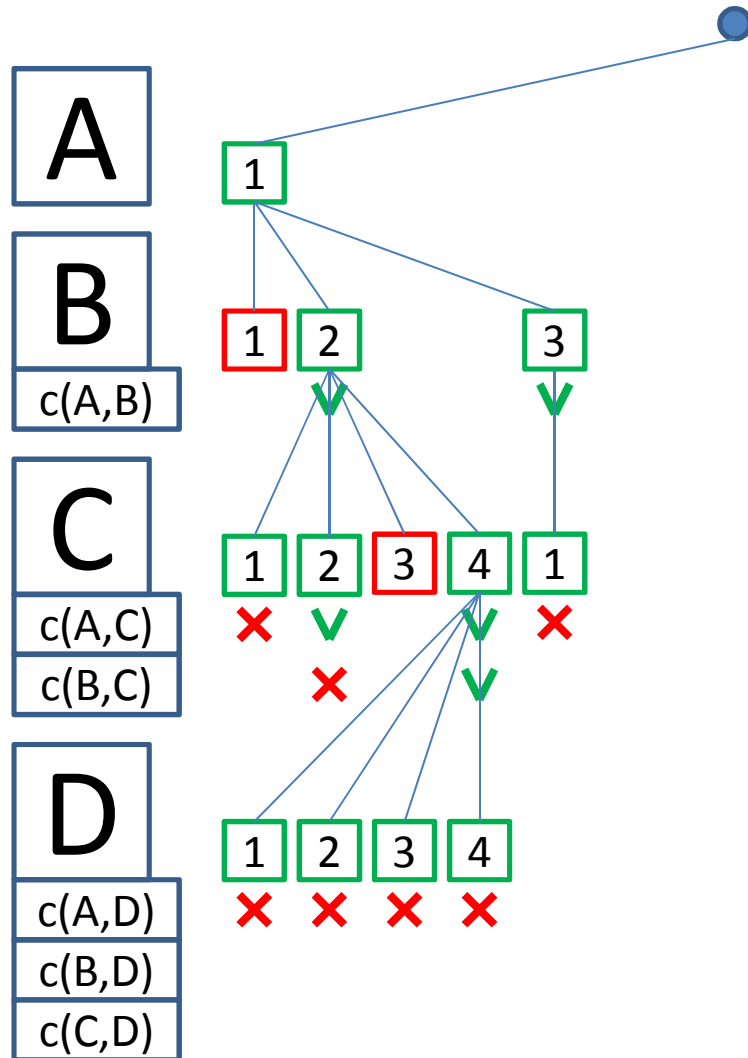 A
1
B
1 2 3
c(A,B)
C
1 2 3 4 1
c(A,C)
c(B,C)
D
1 2 3 4
c(A,D)
c(B,D)
c(C,D)